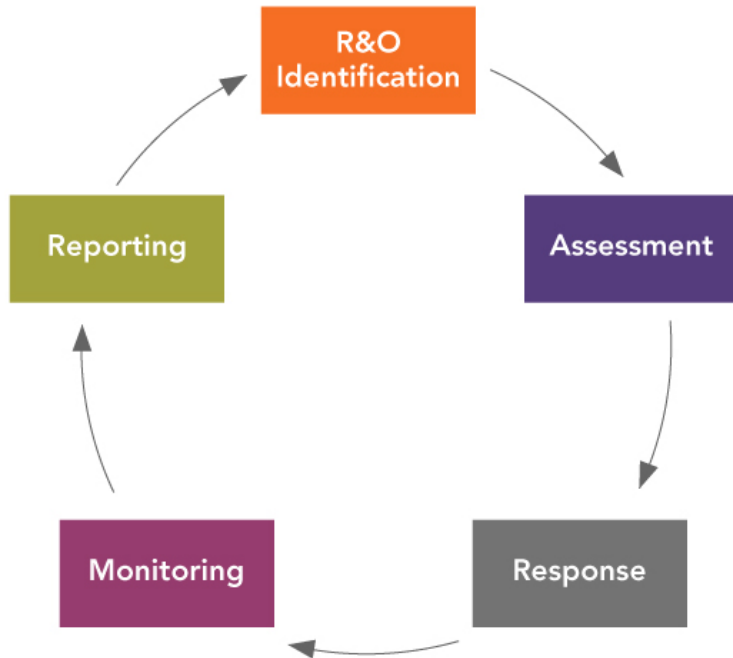 R&O
Identification
Assessment
Response
Monitoring
Reporting